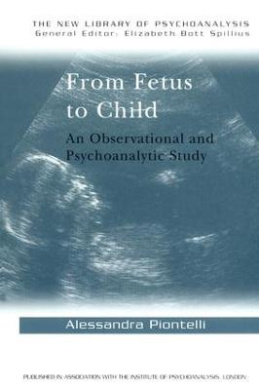 THE NEW LIBRARY OF PSYCHOANALYSIS
General Editor: Elizabeth Bott Spillius
From Fetus
to Child
An Observational and
Psychoanalytic Study
Alessandra Piontelli
PUBLISHED IN ASSOCIATION WITH THE INSTITUTE OF PSYCHOANALYSIS, LONDON